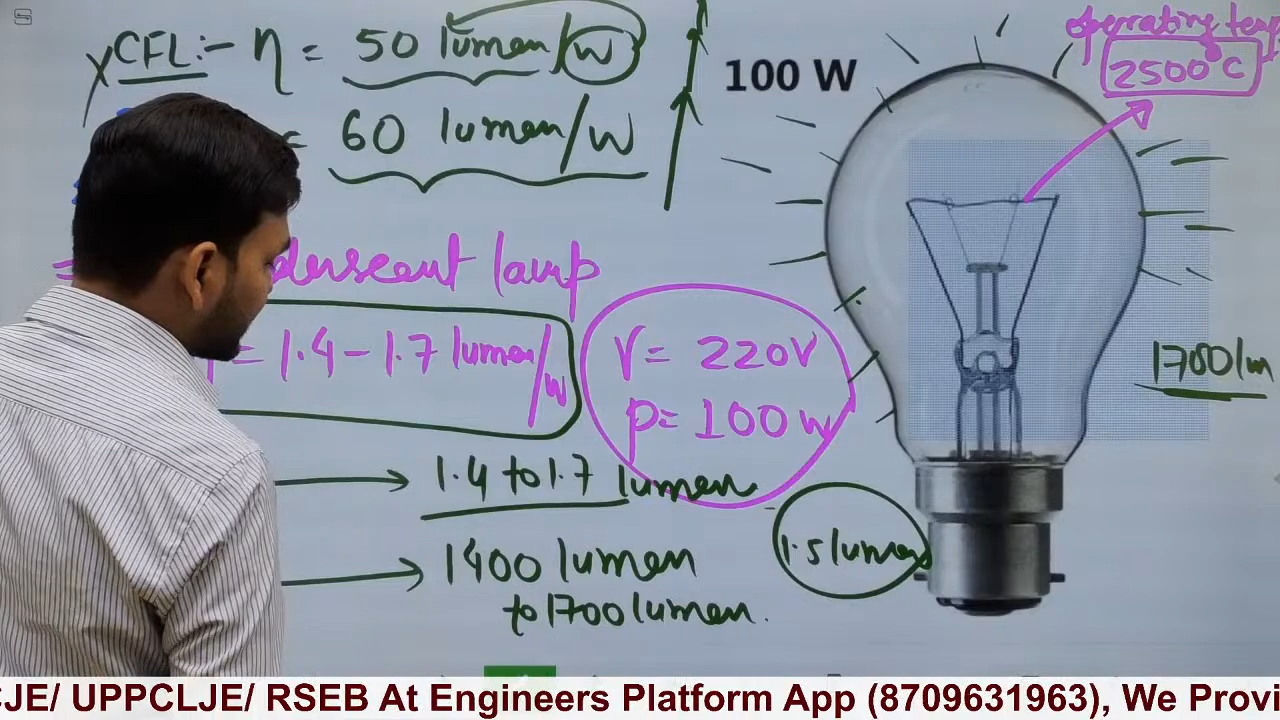 X CFL:- η = 50 lumen/w
= 60 lumen/w
descent lamp
= 1.4 - 1.7 lumen/w
V = 220V
P = 100 w
→ 1.4 to 1.7 lumen
→ 1400 lumen
to 1700 lumen.
1.5 lumen
100 W
operating temp
2500°C
1700 lm
CJE/ UPPCLJE/ RSEB At Engineers Platform App (8709631963), We Provi